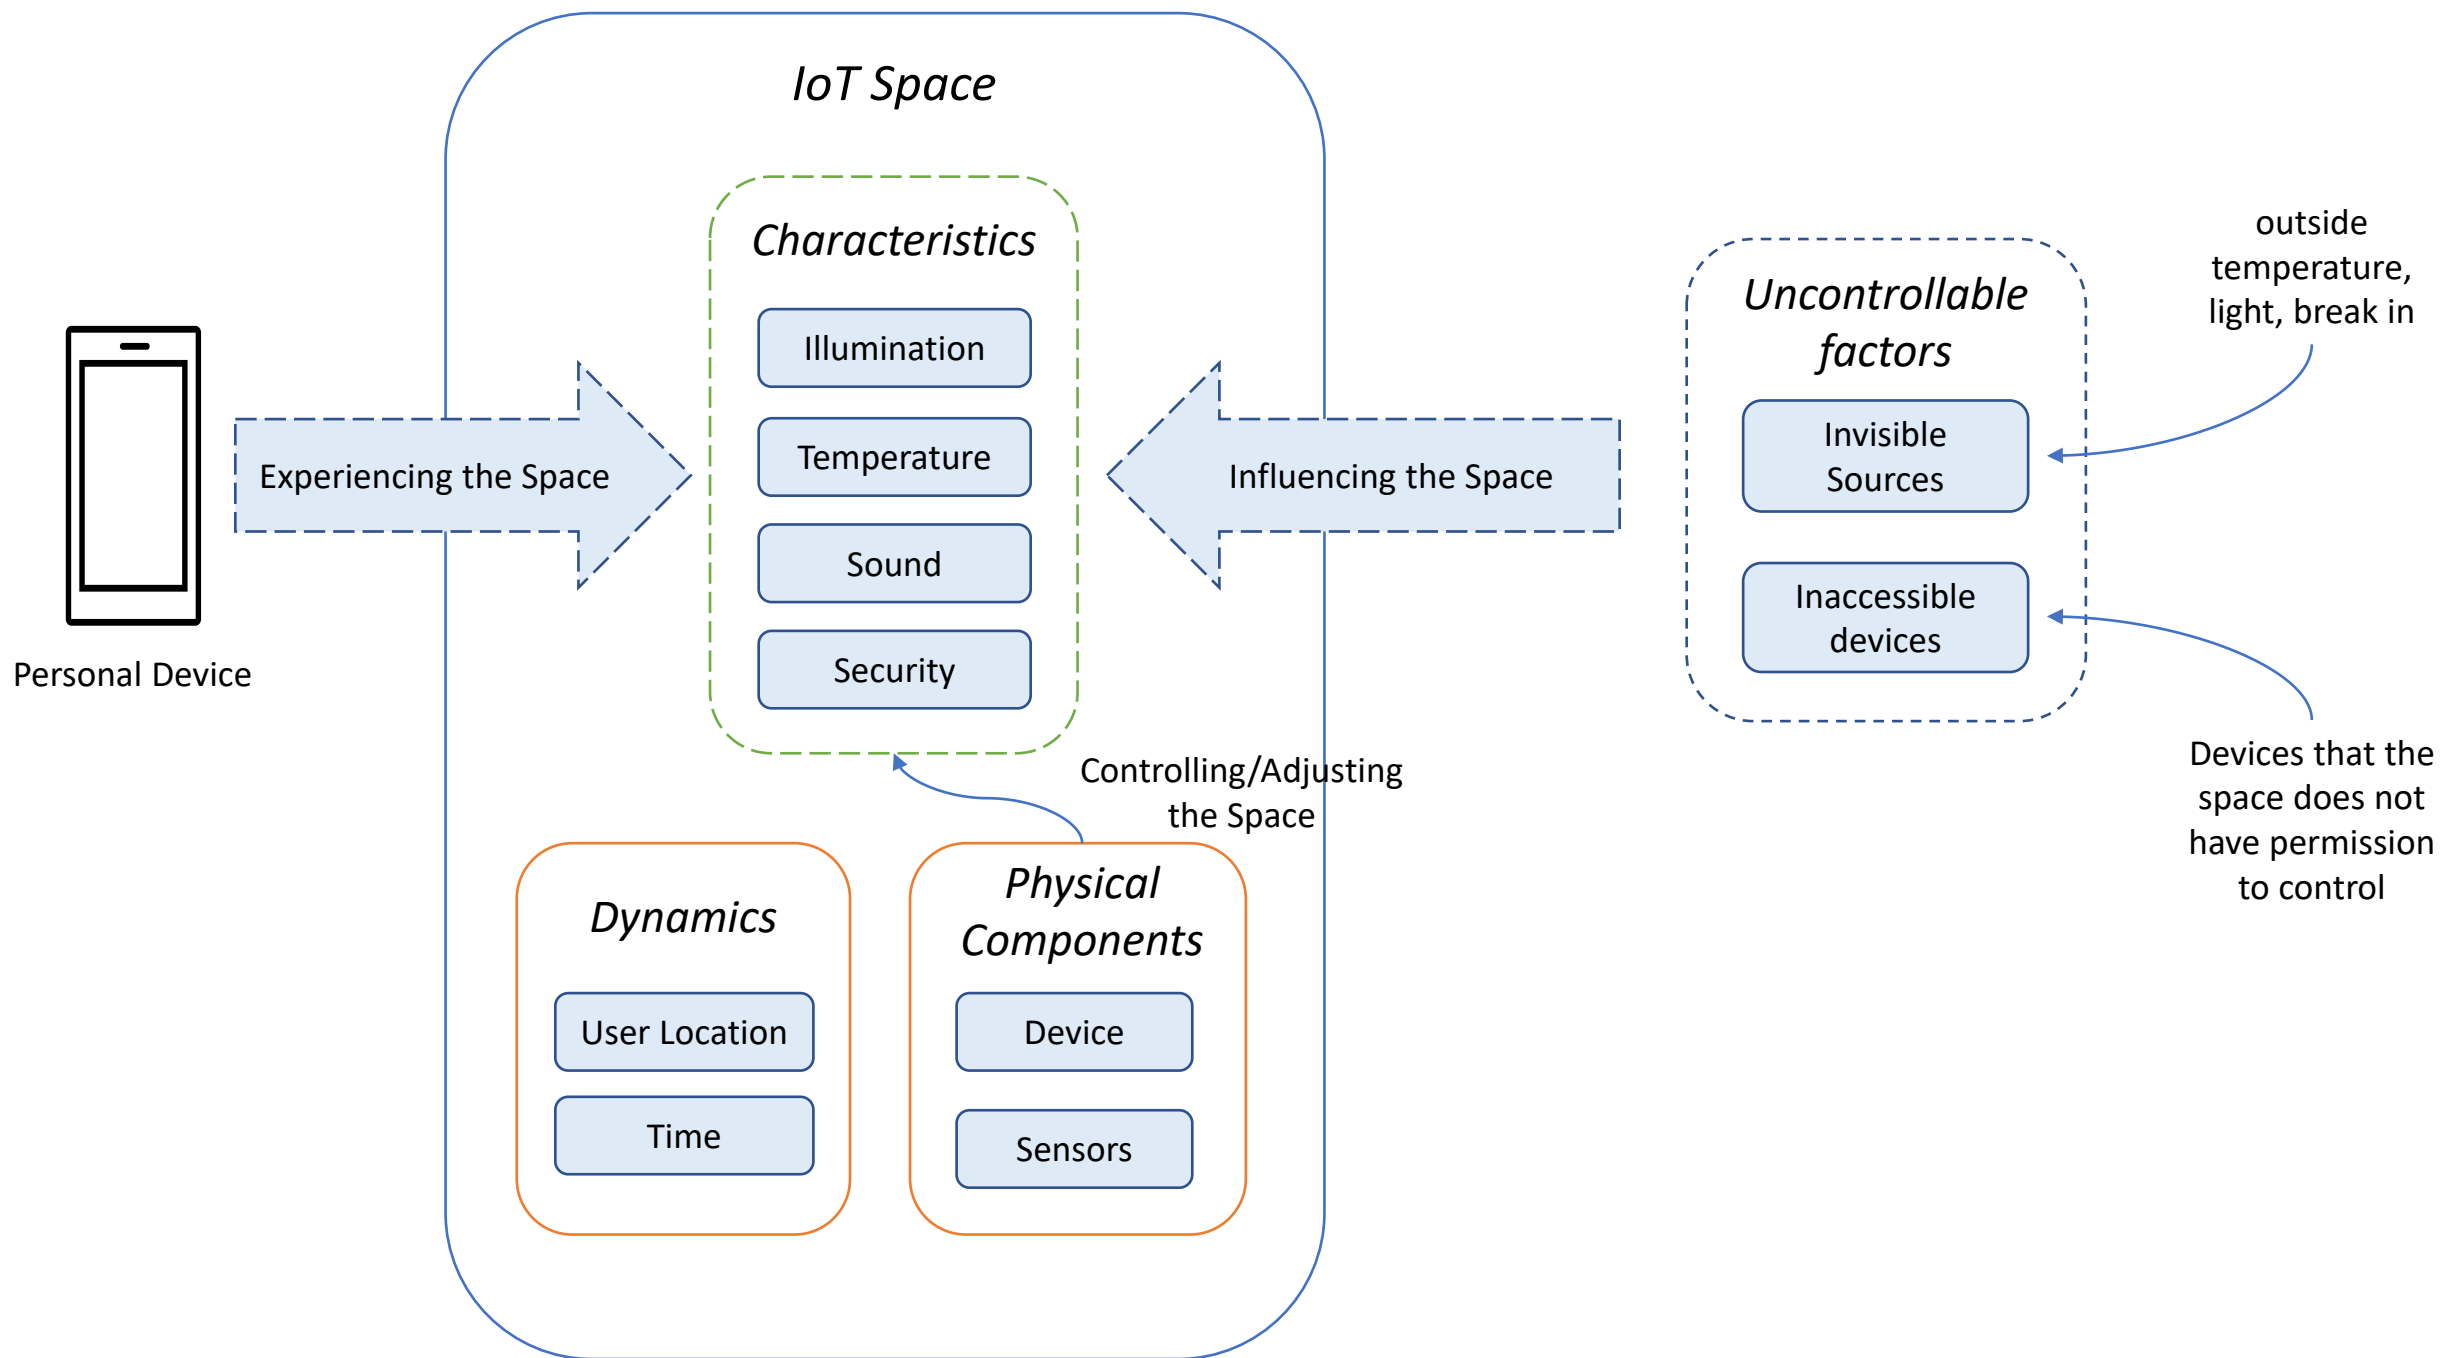 IoT Space
Characteristics
Illumination
Temperature
Sound
Security
Experiencing the Space
Personal Device
Influencing the Space
Uncontrollable
factors
Invisible
Sources
Inaccessible
devices
outside
temperature,
light, break in
Devices that the
space does not
have permission
to control
Controlling/Adjusting
the Space
Dynamics
User Location
Time
Physical
Components
Device
Sensors